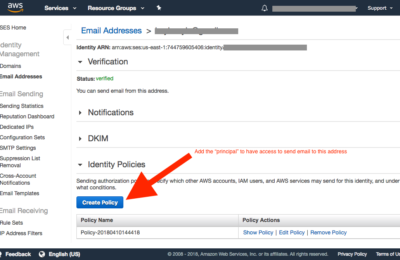 aws
Services
Resource Groups
Support
SES Home
Identity
Management
Domains
Email Addresses
Email Sending
Sending Statistics
Reputation Dashboard
Dedicated IPs
Configuration Sets
SMTP Settings
Suppression List
Removal
Cross-Account
Notifications
Email Templates
Email Receiving
Rule Sets
IP Address Filters
Email Addresses >
Identity ARN: arn:aws:ses:us-east-1:744759605408:identity
Verification
Status: verified
You can send email from this address.
Notifications
DKIM
Add the "principal" to have access to send email to this address
Identity Policies
Sending authorization specify which other AWS accounts, IAM users, and AWS services may send for this identity, and under
what conditions.
Create Policy
Policy Name
Policy Actions
Policy-20180410144418
Show Policy | Edit Policy | Remove Policy
Feedback
English (US)
© 2008 - 2018, Amazon Web Services, Inc. or its affiliates. All rights reserved.
Privacy Policy
Terms of Us